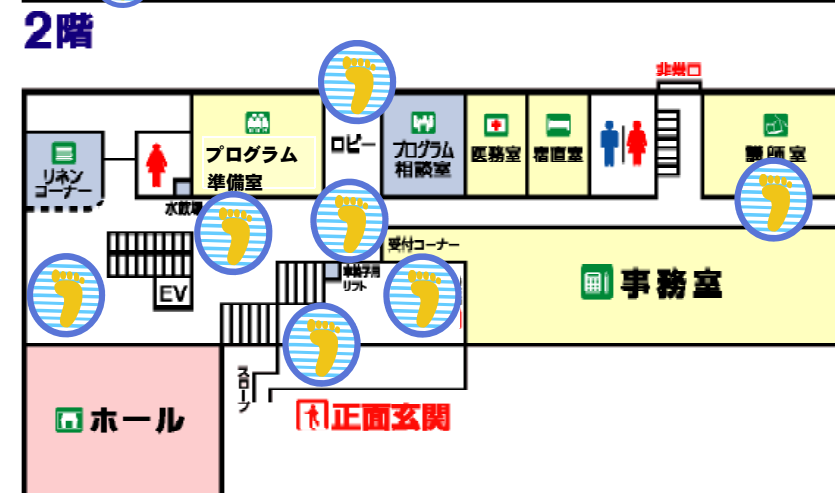 2階
非常口
ロビー
プログラム
準備室
プログラム
相談室
医務室
宿直室
講師室
リネン
コーナー
水飲場
受付コーナー
車椅子用
リフト
EV
事務室
スロープ
ホール
正面玄関